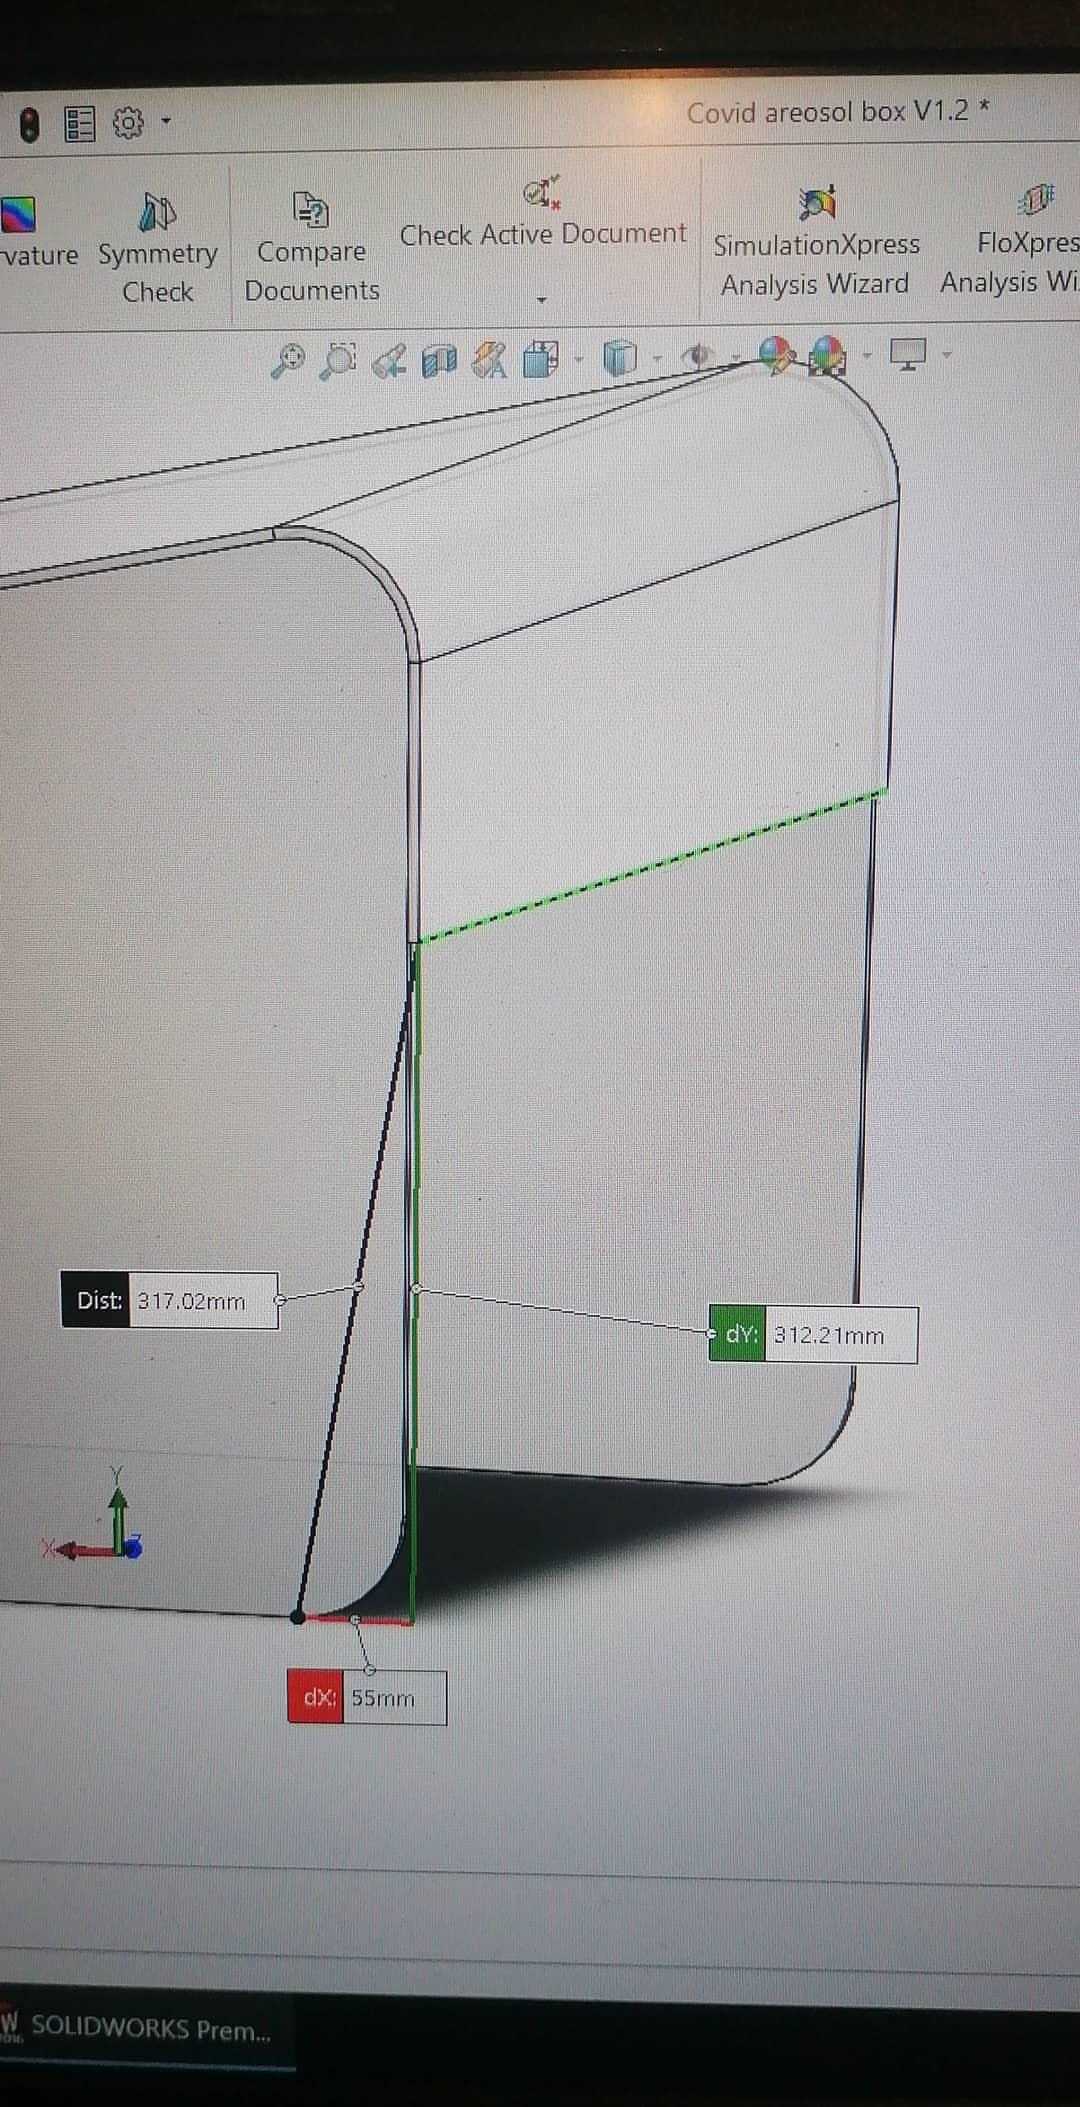 Covid areosol box V1.2 *
vature
Symmetry
Check
Compare
Documents
Check Active Document
SimulationXpress
Analysis Wizard
FloXpres
Analysis Wi
Dist: 317.02mm
dY: 312.21mm
Y
X
Z
dX: 55mm
W
SOLIDWORKS Prem...